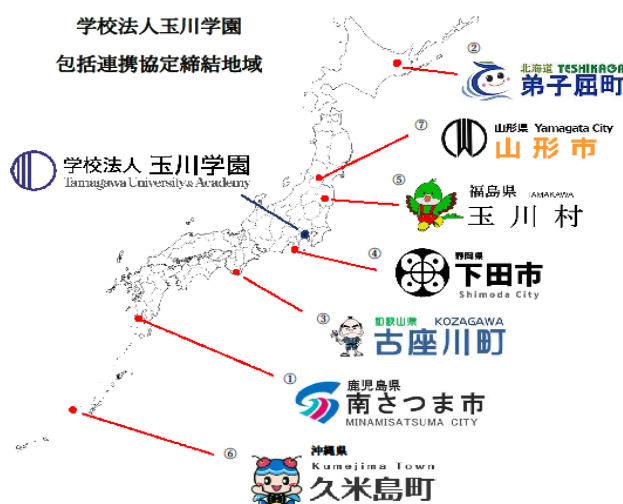 学校法人玉川学園
包括連携協定締結地域
②
北海道 TESHIKAGA
弟子屈町
⑦
山形県 Yamagata City
山形市
学校法人 玉川学園
Tamagawa University & Academy
⑤
福島県 TAMAKAWA
玉川村
④
静岡県
下田市
Shimoda City
③
和歌山県 KOZAGAWA
古座川町
①
鹿児島県
南さつま市
MINAMISATSUMA CITY
⑥
沖縄県
Kumejima Town
久米島町